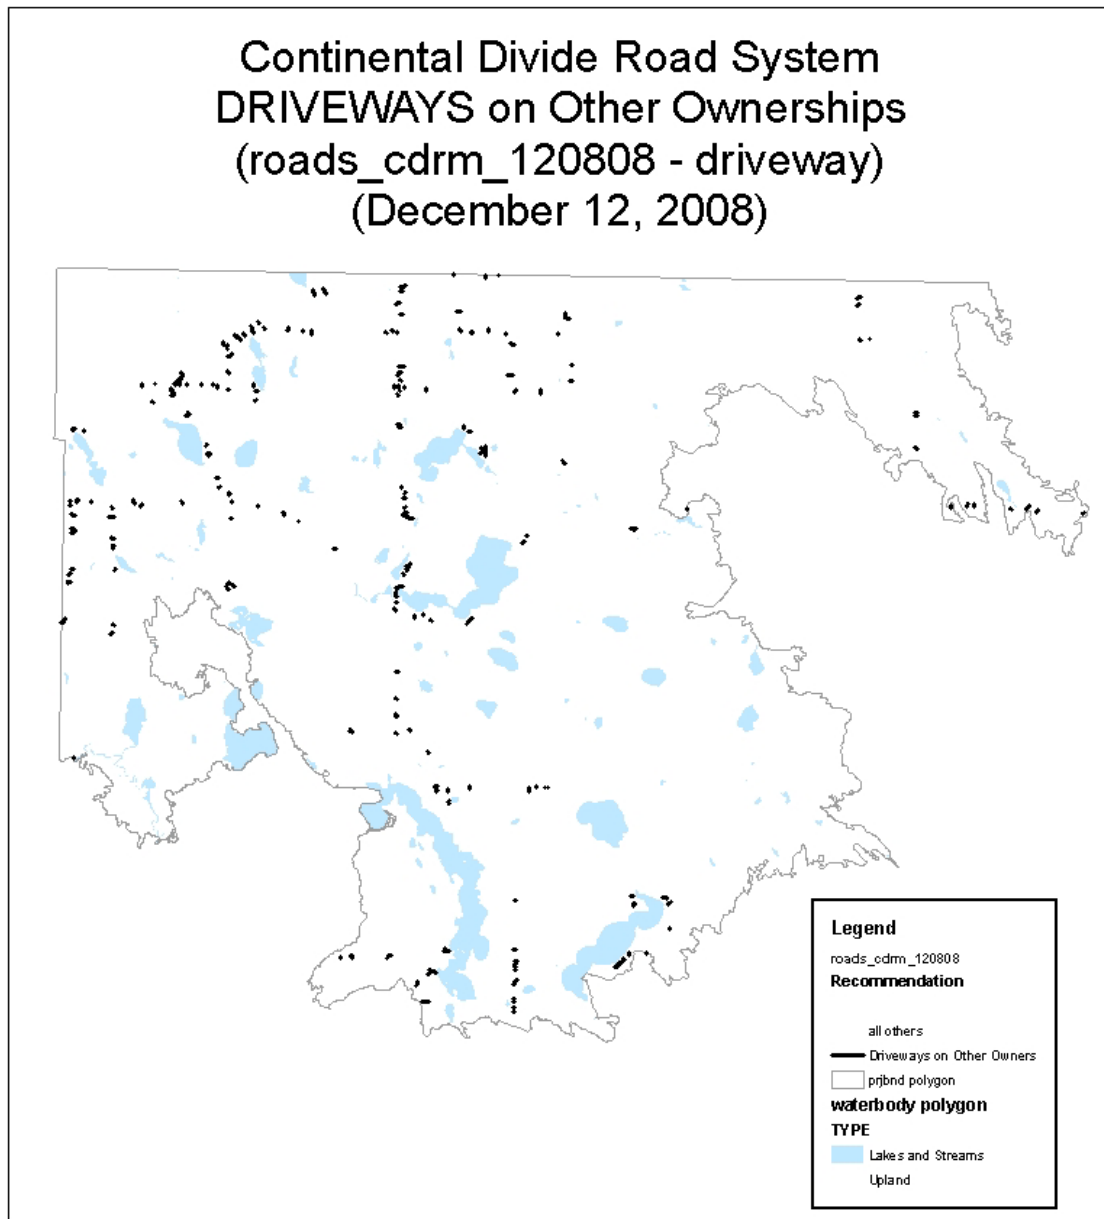 Continental Divide Road System
DRIVEWAYS on Other Ownerships
(roads_cdrm_120808 - driveway)
(December 12, 2008)
Legend
roads_cdrm_120808
Recommendation
all others
Driveways on Other Owners
prjbnd polygon
waterbody polygon
TYPE
Lakes and Streams
Upland